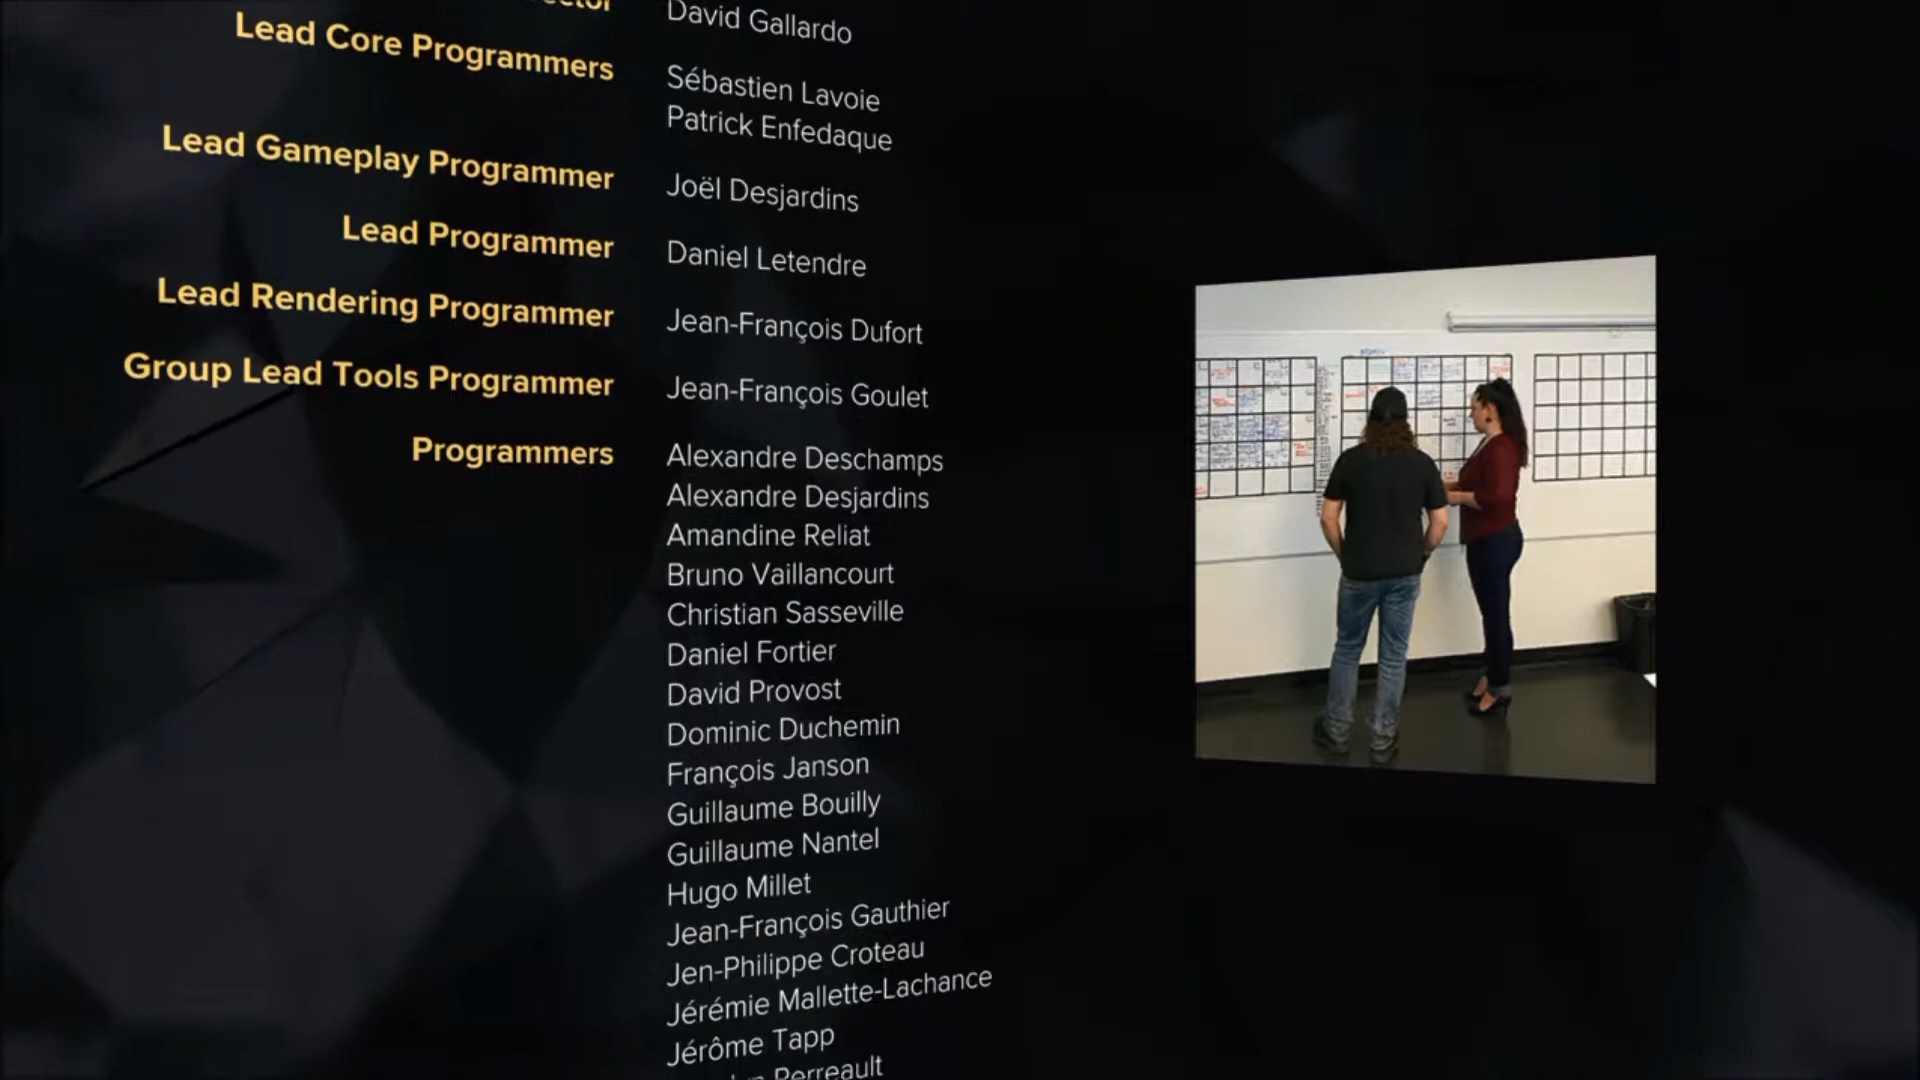 David Gallardo
Lead Core Programmers
Sébastien Lavoie
Patrick Enfedaque
Lead Gameplay Programmer
Joël Desjardins
Lead Programmer
Daniel Letendre
Lead Rendering Programmer
Jean-François Dufort
Group Lead Tools Programmer
Jean-François Goulet
Programmers
Alexandre Deschamps
Alexandre Desjardins
Amandine Reliat
Bruno Vaillancourt
Christian Sasseville
Daniel Fortier
David Provost
Dominic Duchemin
François Janson
Guillaume Bouilly
Guillaume Nantel
Hugo Millet
Jean-François Gauthier
Jen-Philippe Croteau
Jérémie Mallette-Lachance
Jérôme Tapp
Perreault